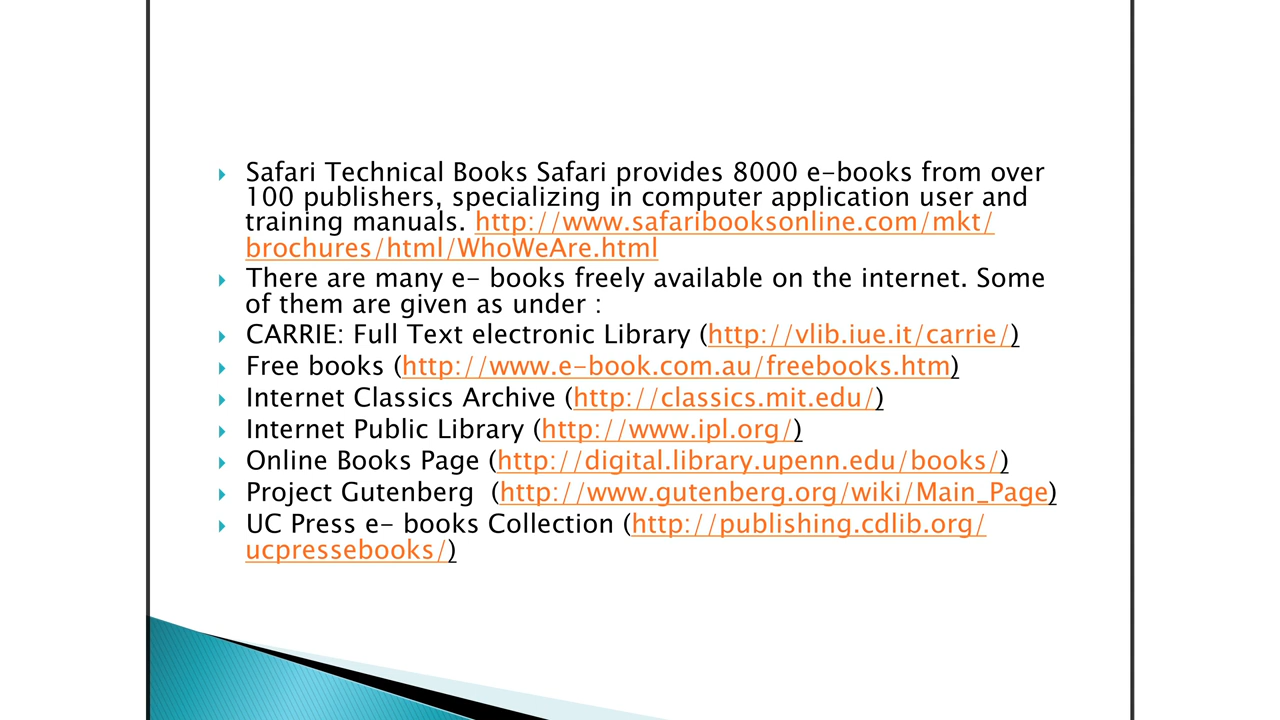 Safari Technical Books Safari provides 8000 e-books from over
100 publishers, specializing in computer application user and
training manuals. http://www.safaribooksonline.com/mkt/
brochures/html/WhoWeAre.html
There are many e- books freely available on the internet. Some
of them are given as under :
CARRIE: Full Text electronic Library (http://vlib.iue.it/carrie/)
Free books (http://www.e-book.com.au/freebooks.htm)
Internet Classics Archive (http://classics.mit.edu/)
Internet Public Library (http://www.ipl.org/)
Online Books Page (http://digital.library.upenn.edu/books/)
Project Gutenberg  (http://www.gutenberg.org/wiki/Main_Page)
UC Press e- books Collection (http://publishing.cdlib.org/
ucpressebooks/)